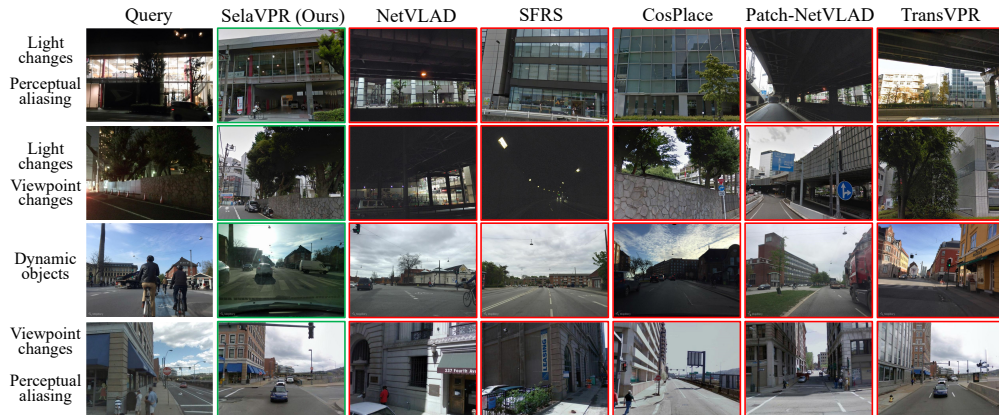 Query SelaVPR (Ours) NetVLAD SFRS CosPlace Patch-NetVLAD TransVPR
Light
changes
Perceptual
aliasing
Light
changes
Viewpoint
changes
Dynamic
objects
Viewpoint
changes
Perceptual
aliasing